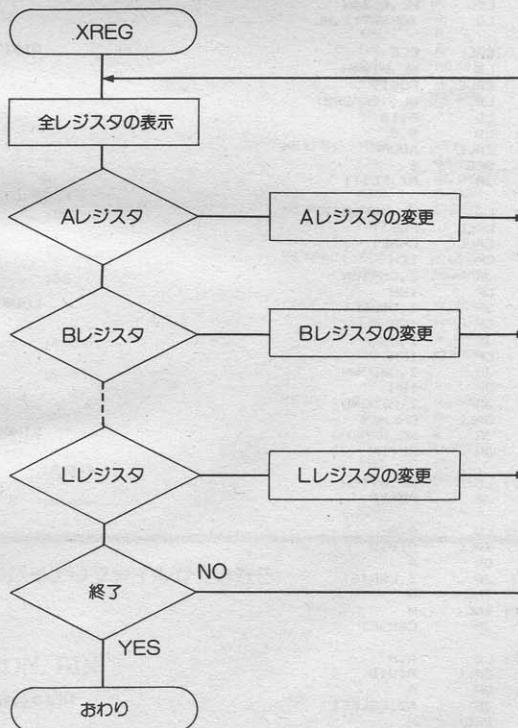 XREG
全レジスタの表示
Aレジスタ
Aレジスタの変更
Bレジスタ
Bレジスタの変更
Lレジスタ
Lレジスタの変更
終了
NO
YES
おわり